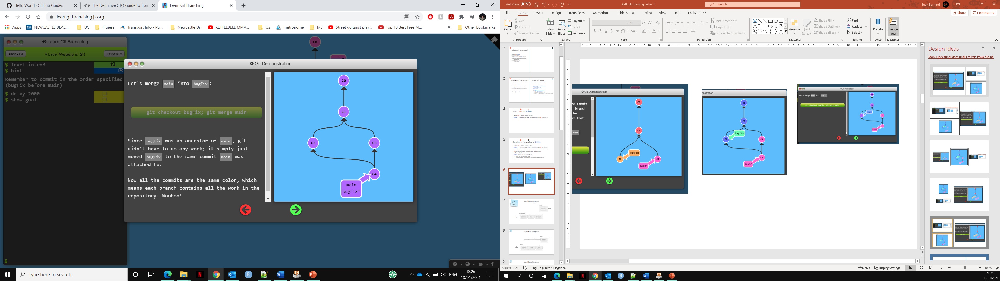 Hello World · GitHub Guides
The Definitive CTO Guide to Train
Learn Git Branching
learngitbranching.js.org
Apps
NEWCASTLE BEAC...
UC
Fitness
Transport Info - Pu...
Newcastle Uni
KETTLEBELL MMA...
Oz
metronome
MS
Street guitarist play...
Top 10 Best Free M...
»
Other bookmarks
Learn Git Branching
Show Goal
Level Merging in Git
Instructions
$ level intro3
$ hint
Remember to commit in the order specified
(bugFix before main)
$ delay 2000
$ show goal
$
C0
Git Demonstration
Let's merge main into bugFix:
git checkout bugFix; git merge main
Since bugFix was an ancestor of main, git
didn't have to do any work; it simply just
moved bugFix to the same commit main was
attached to.
Now all the commits are the same color, which
means each branch contains all the work in the
repository! Woohoo!
C0
C1
C2
C3
C4
main
bugFix*
Type here to search
ENG
13:26
13/01/2021
AutoSave Off
GitHub_training_intro
Search
Sean Burnard
File
Home
Insert
Design
Transitions
Animations
Slide Show
Review
View
Help
EndNote X7
Share
Comments
Paste
Cut
Copy
Format Painter
Clipboard
New
Slide
Reuse
Slides
Layout
Reset
Section
Slides
44
Font
Text Direction
Align Text
Convert to SmartArt
Paragraph
Arrange
Quick
Styles
Shape Fill
Shape Outline
Shape Effects
Drawing
Find
Replace
Select
Editing
Dictate
Voice
Design
Ideas
Designer
2
What will we cover?
3
What will we cover?
What we need?
4
What is Git and GitHub
5
Benefits (and examples) of GitHub!
6
7
Workflow Diagram
8
Workflow Diagram
9
Workflow Diagram
Git Demonstration
he commit
r branch
the
ix that
main.
C0
C1
bugFix
C2
C3
main*
onstration
C0
C1
bugFix
C2
C3
C4
main*
Git Demonstration
Let's merge main into bugFix:
git checkout bugFix; git merge main
bugFix
main*
Design Ideas
Stop suggesting ideas until I restart PowerPoint.
Slide 6 of 21
English (United Kingdom)
Notes
Display Settings
102%
13:26
13/01/2021